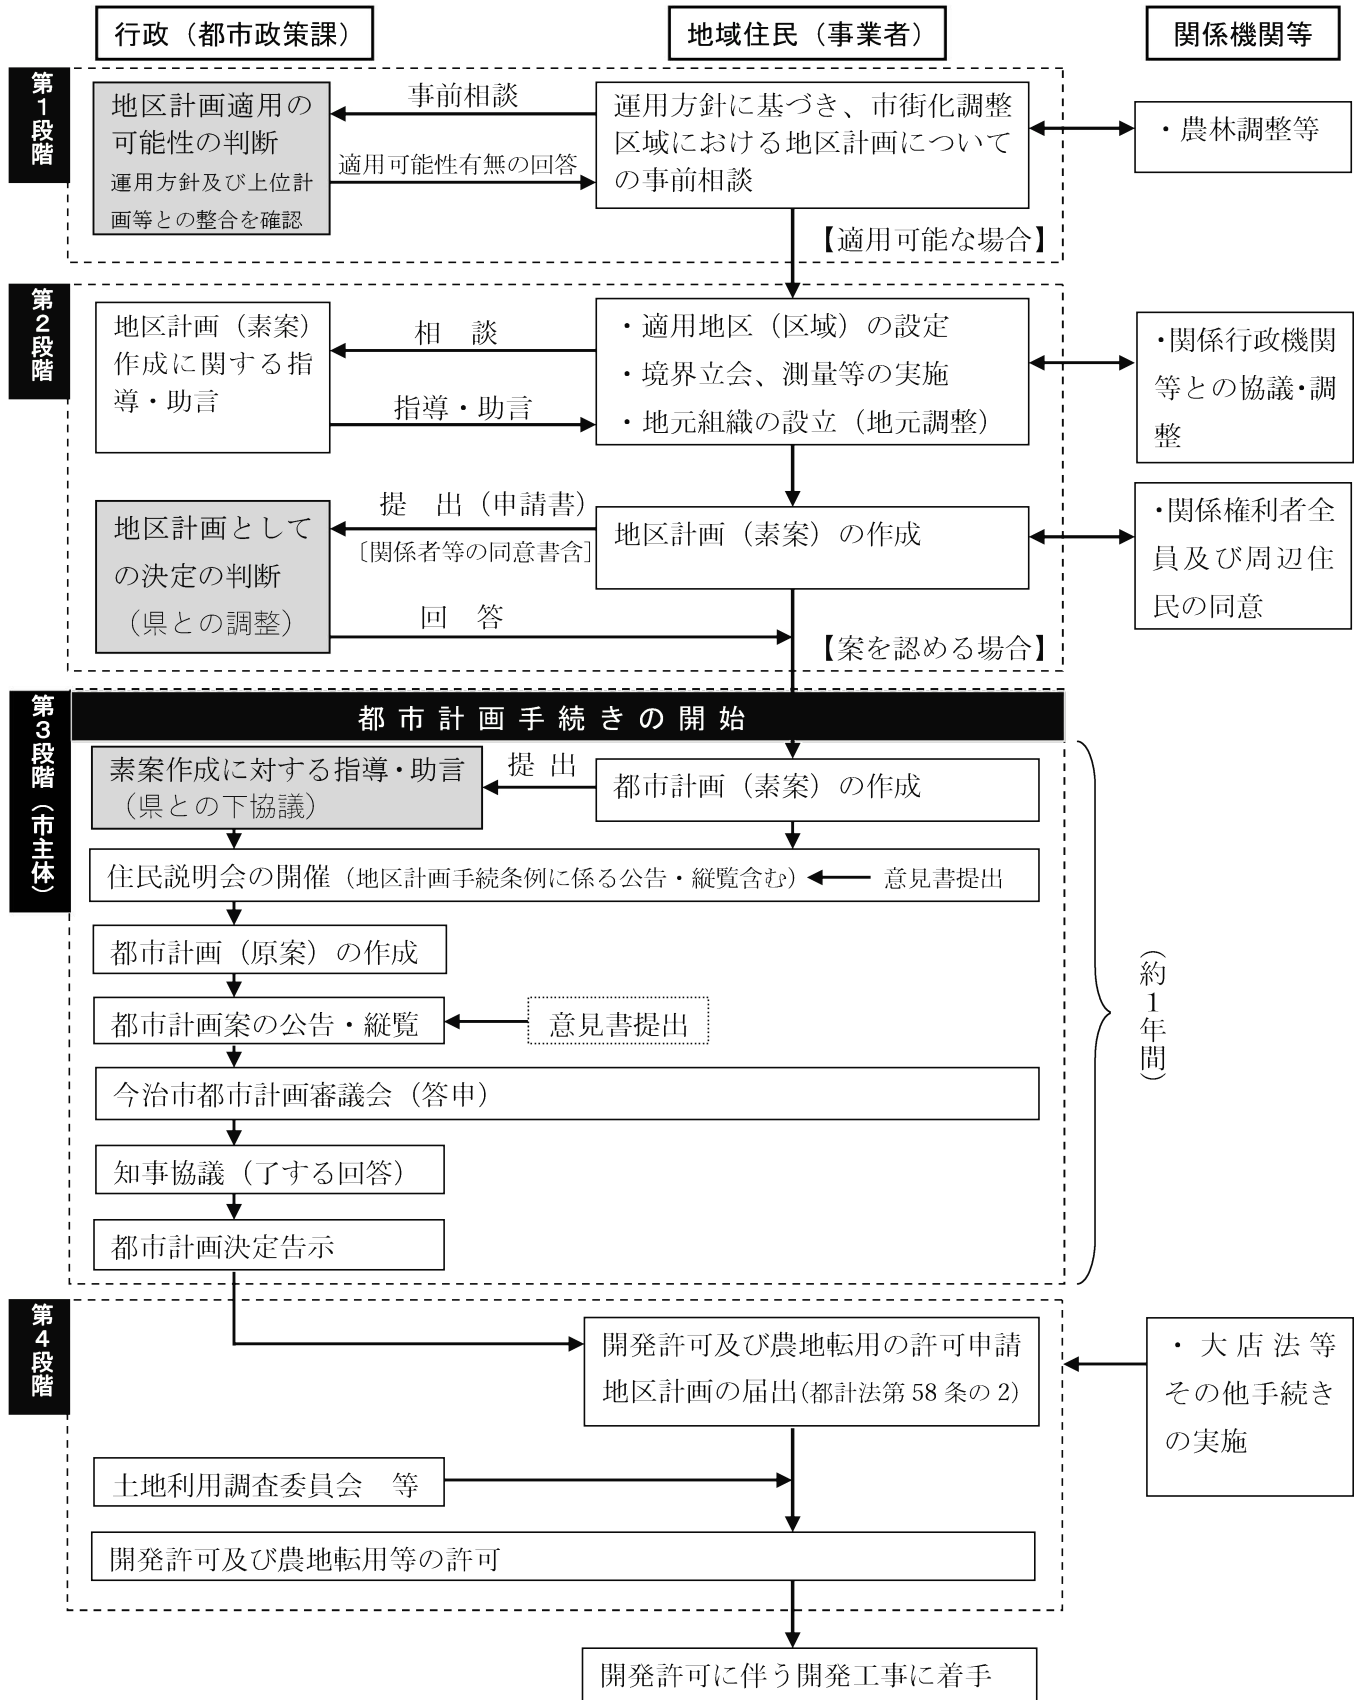 行政（都市政策課）
地域住民（事業者）
関係機関等
第1段階
地区計画適用の
可能性の判断
運用方針及び上位計
画等との整合を確認
事前相談
適用可能性有無の回答
運用方針に基づき、市街化調整
区域における地区計画について
の事前相談
・農林調整等
【適用可能な場合】
第2段階
地区計画（素案）
作成に関する指
導・助言
相　談
指導・助言
・適用地区（区域）の設定
・境界立会、測量等の実施
・地元組織の設立（地元調整）
・関係行政機関
等との協議・調
整
地区計画として
の決定の判断
（県との調整）
提　出（申請書）
〔関係者等の同意書含〕
回　答
地区計画（素案）の作成
・関係権利者全
員及び周辺住
民の同意
【案を認める場合】
第3段階（市主体）
都市計画手続きの開始
素案作成に対する指導・助言
（県との下協議）
提 出
都市計画（素案）の作成
住民説明会の開催（地区計画手続条例に係る公告・縦覧含む）
意見書提出
都市計画（原案）の作成
都市計画案の公告・縦覧
意見書提出
今治市都市計画審議会（答申）
知事協議（了する回答）
都市計画決定告示
（約1年間）
第4段階
開発許可及び農地転用の許可申請
地区計画の届出（都計法第 58 条の 2）
・大店法等
その他手続き
の実施
土地利用調査委員会　等
開発許可及び農地転用等の許可
開発許可に伴う開発工事に着手